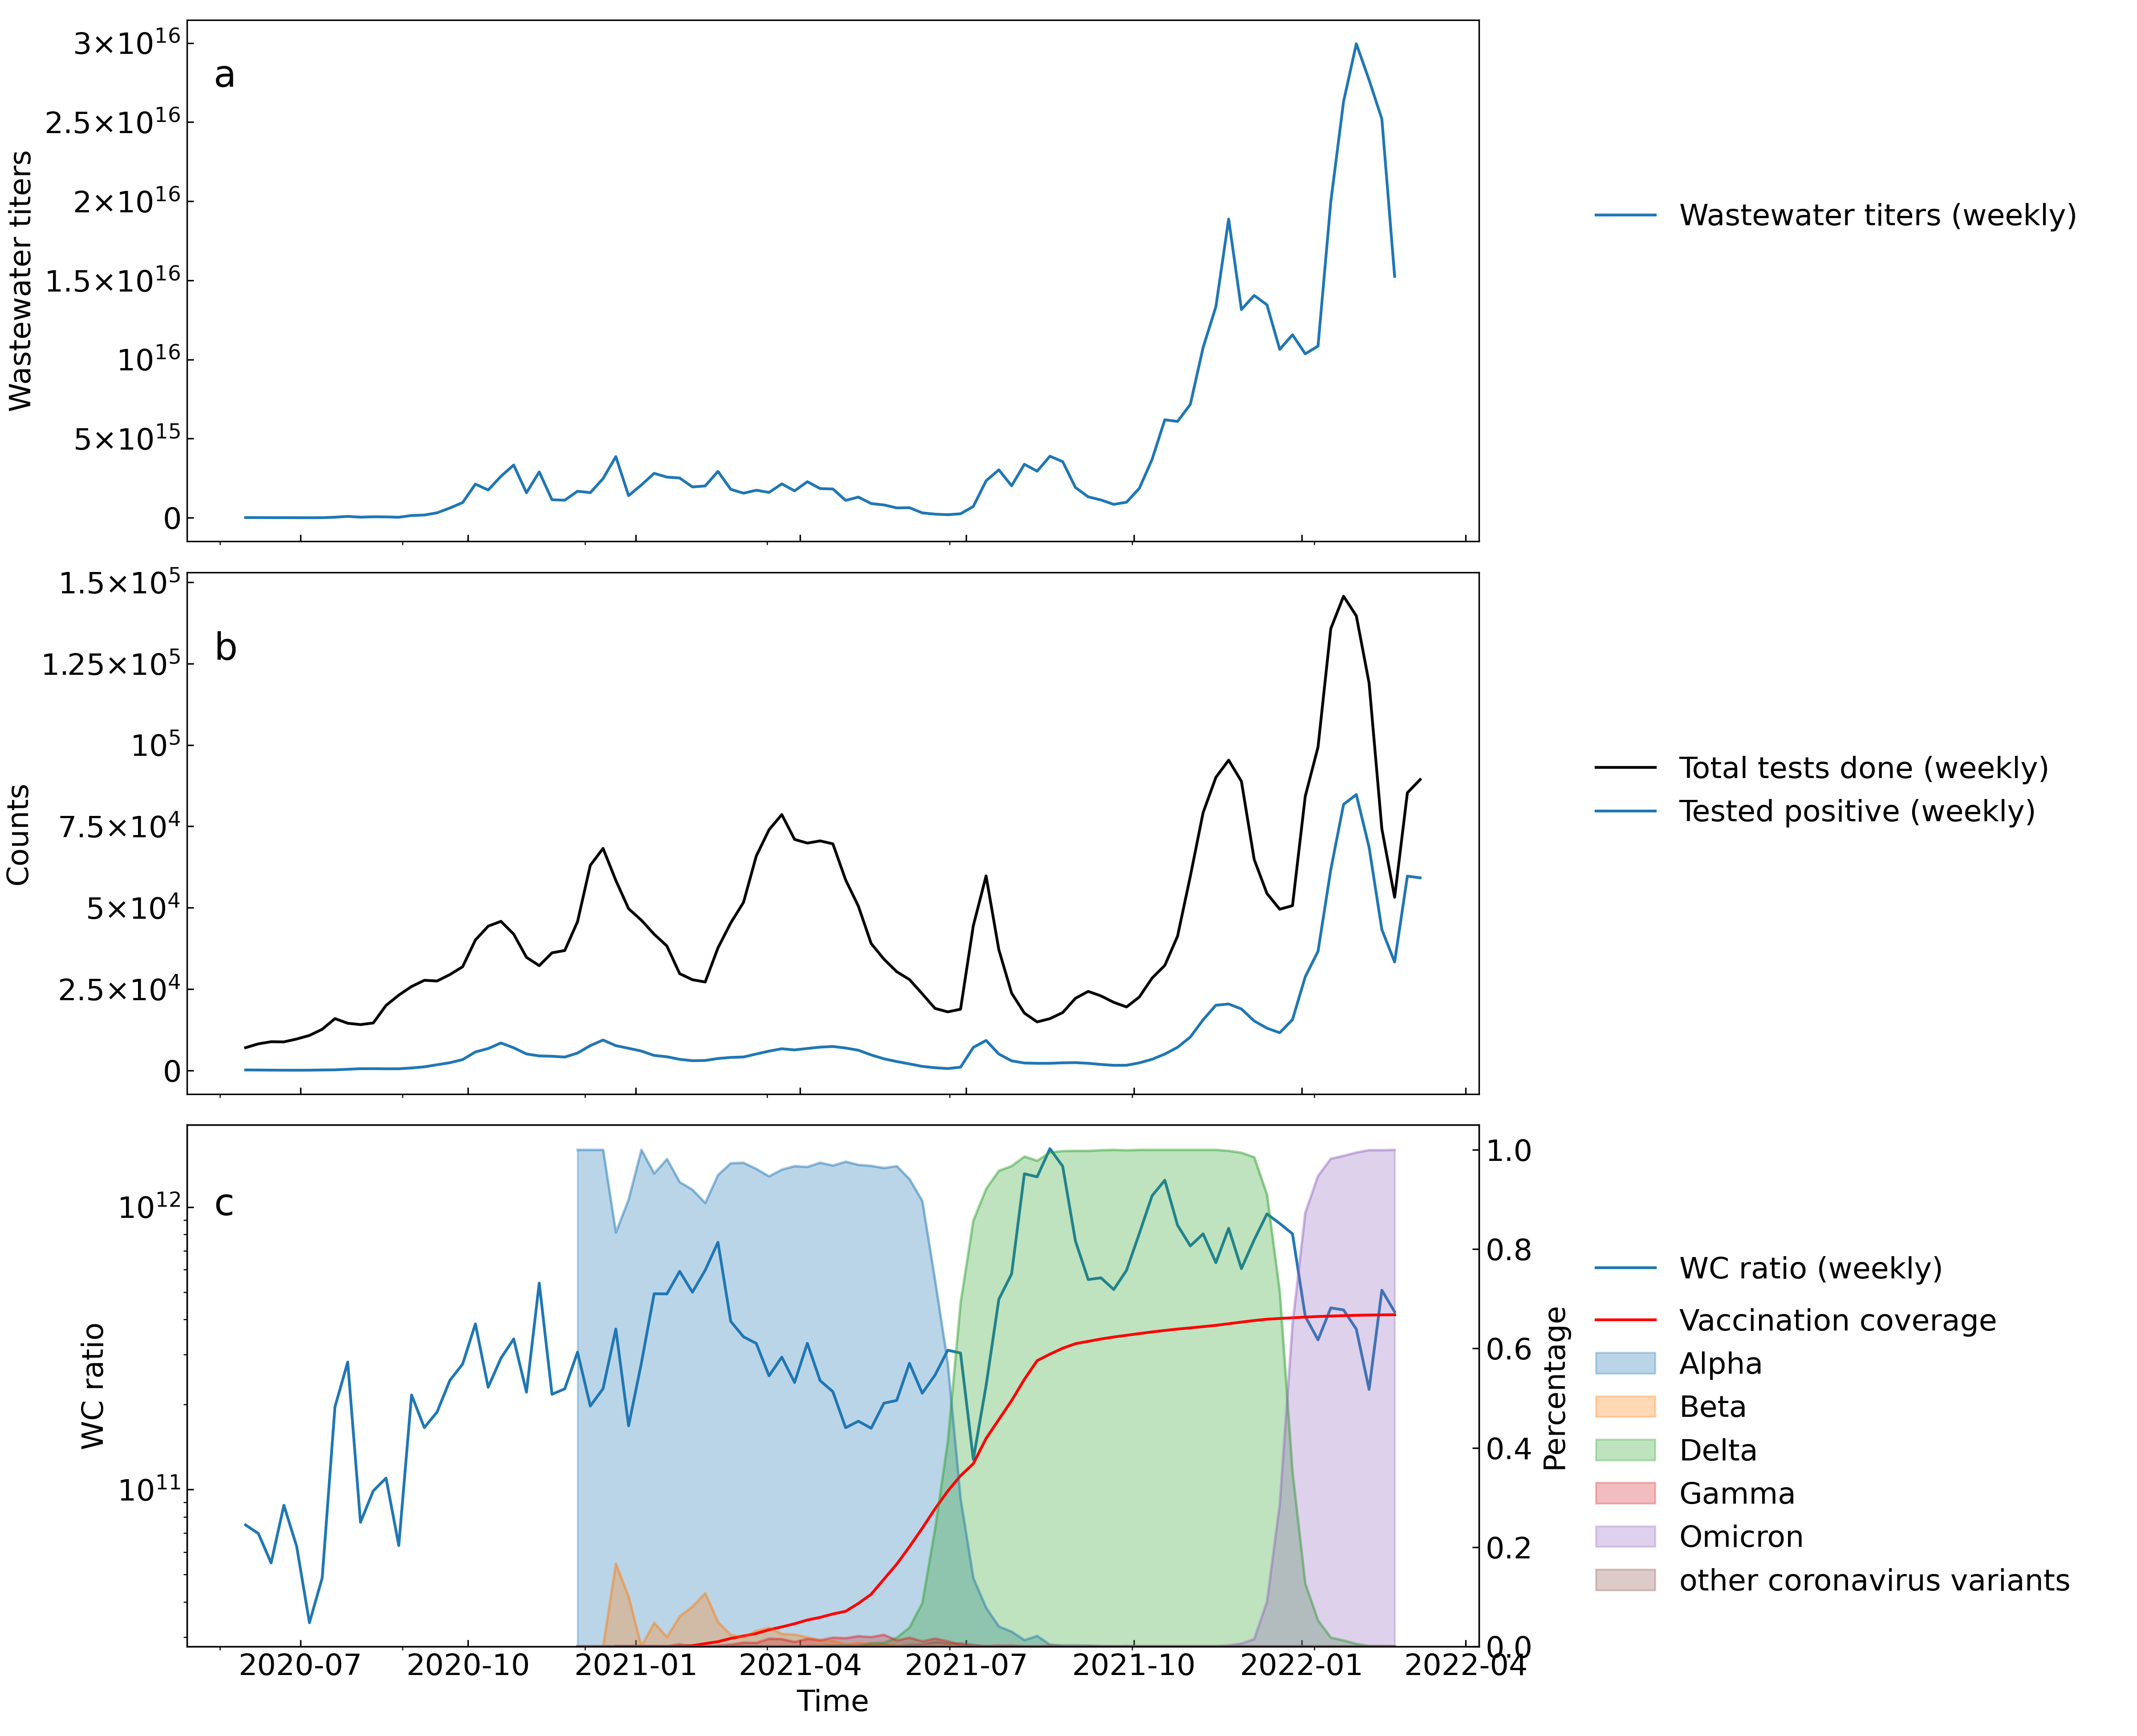 a
Wastewater titers
3×10^16
2.5×10^16
2×10^16
1.5×10^16
10^16
5×10^15
0
Wastewater titers (weekly)
b
Counts
1.5×10^5
1.25×10^5
10^5
7.5×10^4
5×10^4
2.5×10^4
0
Total tests done (weekly)
Tested positive (weekly)
c
WC ratio
10^12
10^11
1.0
0.8
0.6
0.4
0.2
0.0
Percentage
2020-07
2020-10
2021-01
2021-04
2021-07
2021-10
2022-01
2022-04
Time
WC ratio (weekly)
Vaccination coverage
Alpha
Beta
Delta
Gamma
Omicron
other coronavirus variants